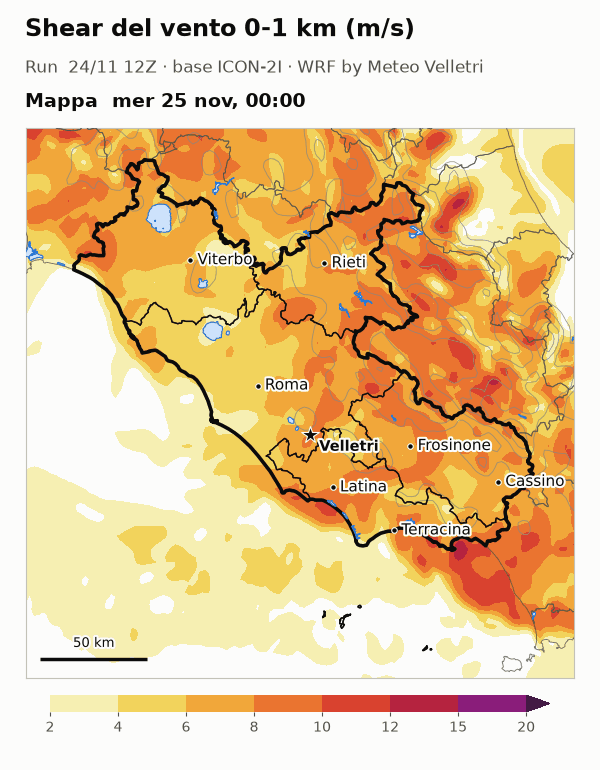 Shear del vento 0-1 km (m/s)
Run  24/11 12Z · base ICON-2I · WRF by Meteo Velletri
Mappa  mer 25 nov, 00:00
Viterbo
Rieti
Roma
Velletri
Frosinone
Latina
Cassino
Terracina
50 km
2 4 6 8 10 12 15 20